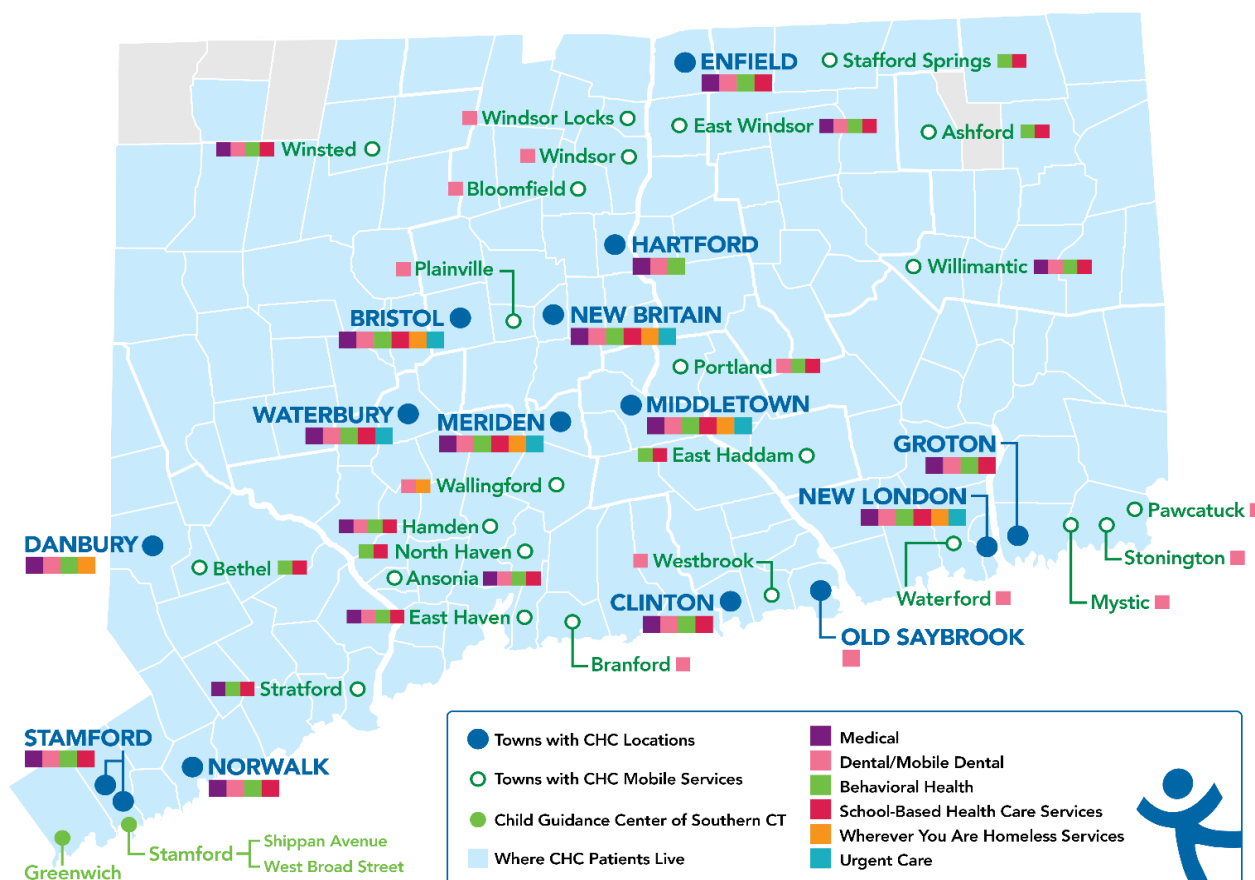 ENFIELD
Stafford Springs
Windsor Locks
East Windsor
Ashford
Winsted
Windsor
Bloomfield
HARTFORD
Plainville
Willimantic
BRISTOL
NEW BRITAIN
Portland
WATERBURY
MERIDEN
MIDDLETOWN
GROTON
East Haddam
Wallingford
NEW LONDON
Pawcatuck
Hamden
DANBURY
North Haven
Westbrook
Stonington
Bethel
Ansonia
CLINTON
Waterford
Mystic
East Haven
OLD SAYBROOK
Branford
Stratford
STAMFORD
NORWALK
Shippan Avenue
Stamford
West Broad Street
Greenwich
Towns with CHC Locations
Towns with CHC Mobile Services
Child Guidance Center of Southern CT
Where CHC Patients Live
Medical
Dental/Mobile Dental
Behavioral Health
School-Based Health Care Services
Wherever You Are Homeless Services
Urgent Care